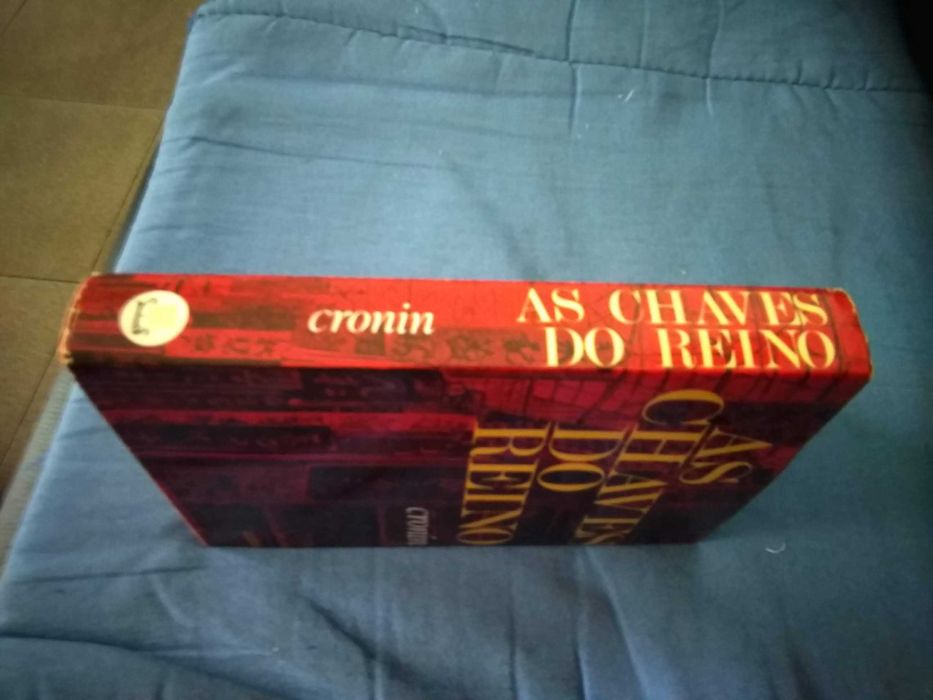 cronin
AS CHAVES
DO REINO
AS
CHAVES
DO
REINO
cronin